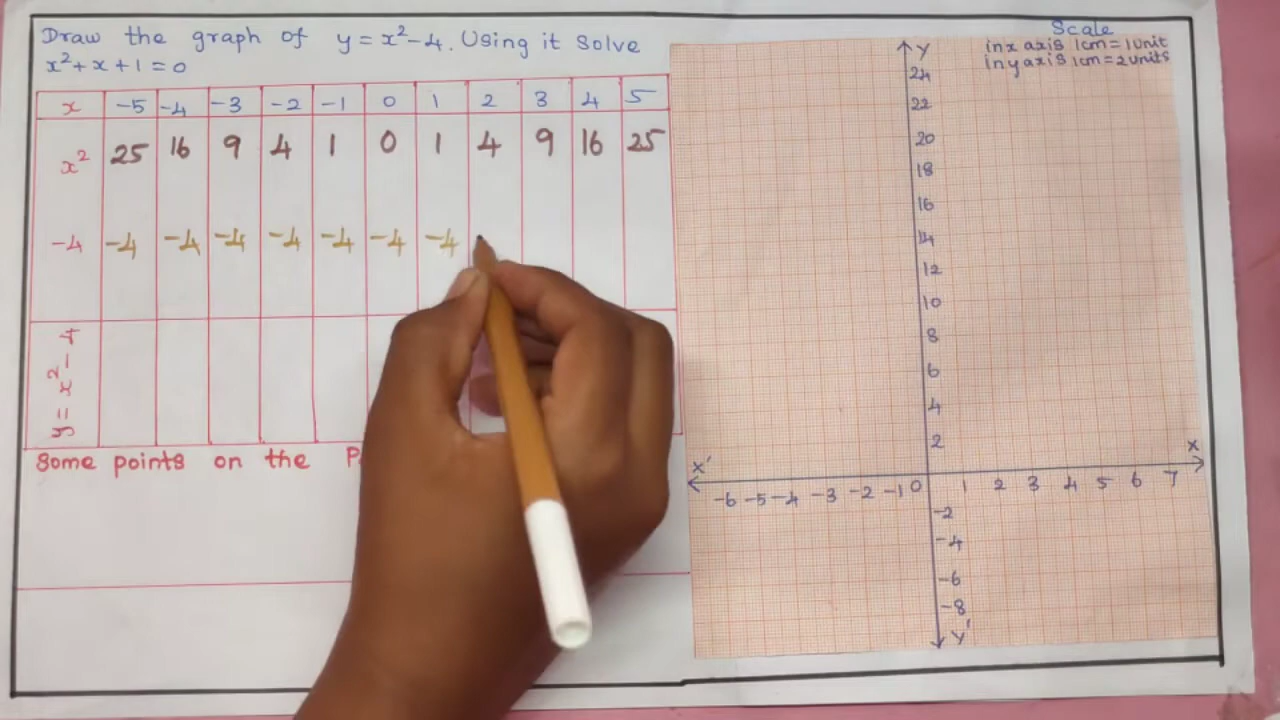 Draw the graph of y = x²-4. Using it solve
x²+x+1=0
x -5 -4 -3 -2 -1 0 1 2 3 4 5
x² 25 16 9 4 1 0 1 4 9 16 25
-4 -4 -4 -4 -4 -4 -4 -4
y = x²-4
Some points on the P
Scale
in x axis 1cm = 1unit
in y axis 1cm = 2units
Y
24
22
20
18
16
14
12
10
8
6
4
2
X' X
-6 -5 -4 -3 -2 -1 0 1 2 3 4 5 6 7
-2
-4
-6
-8
Y'